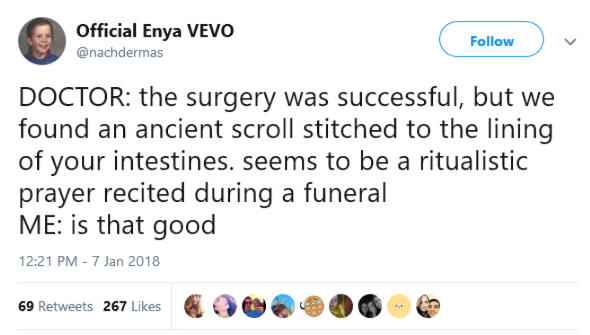 Official Enya VEVO
@nachdermas
Follow
DOCTOR: the surgery was successful, but we
found an ancient scroll stitched to the lining
of your intestines. seems to be a ritualistic
prayer recited during a funeral
ME: is that good
12:21 PM - 7 Jan 2018
69 Retweets 267 Likes